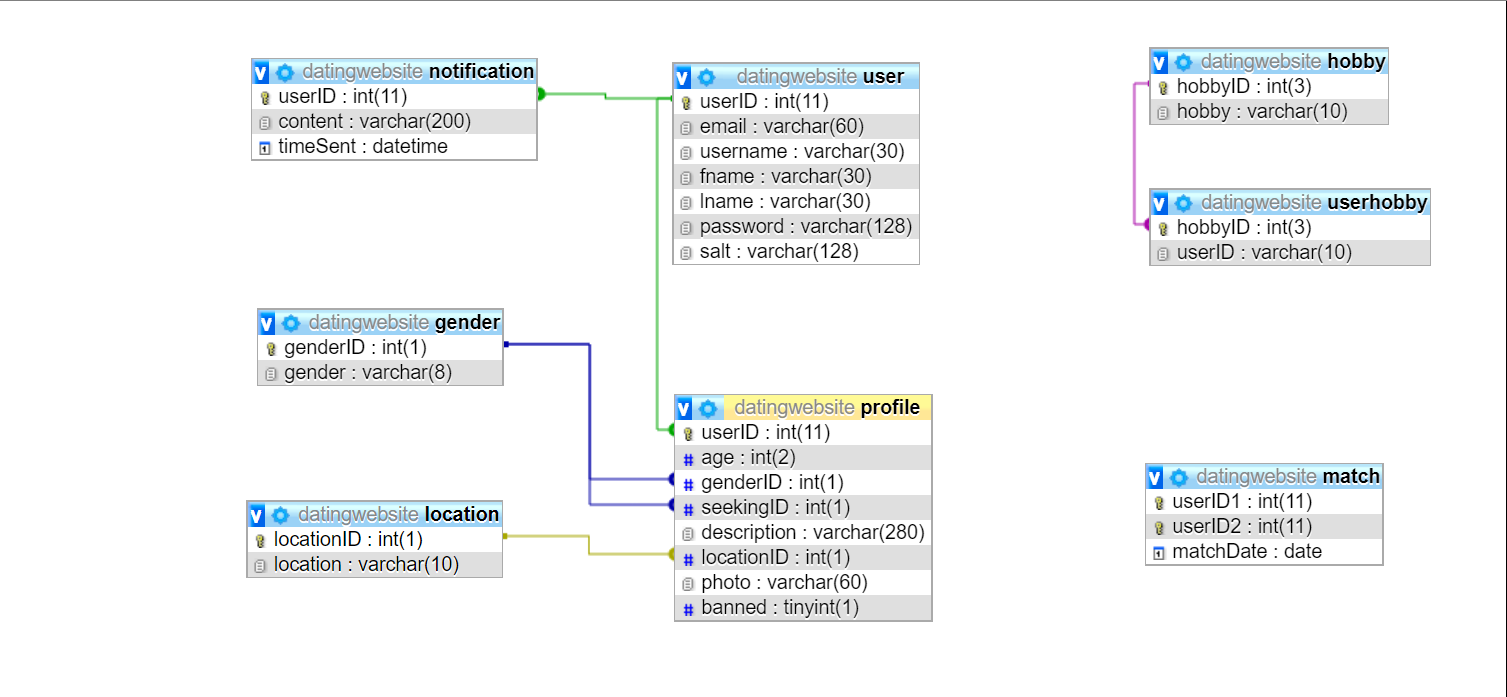 datingwebsite notification
userID : int(11)
content : varchar(200)
timeSent : datetime
datingwebsite user
userID : int(11)
email : varchar(60)
username : varchar(30)
fname : varchar(30)
lname : varchar(30)
password : varchar(128)
salt : varchar(128)
datingwebsite hobby
hobbyID : int(3)
hobby : varchar(10)
datingwebsite userhobby
hobbyID : int(3)
userID : varchar(10)
datingwebsite gender
genderID : int(1)
gender : varchar(8)
datingwebsite profile
userID : int(11)
age : int(2)
genderID : int(1)
seekingID : int(1)
description : varchar(280)
locationID : int(1)
photo : varchar(60)
banned : tinyint(1)
datingwebsite location
locationID : int(1)
location : varchar(10)
datingwebsite match
userID1 : int(11)
userID2 : int(11)
matchDate : date